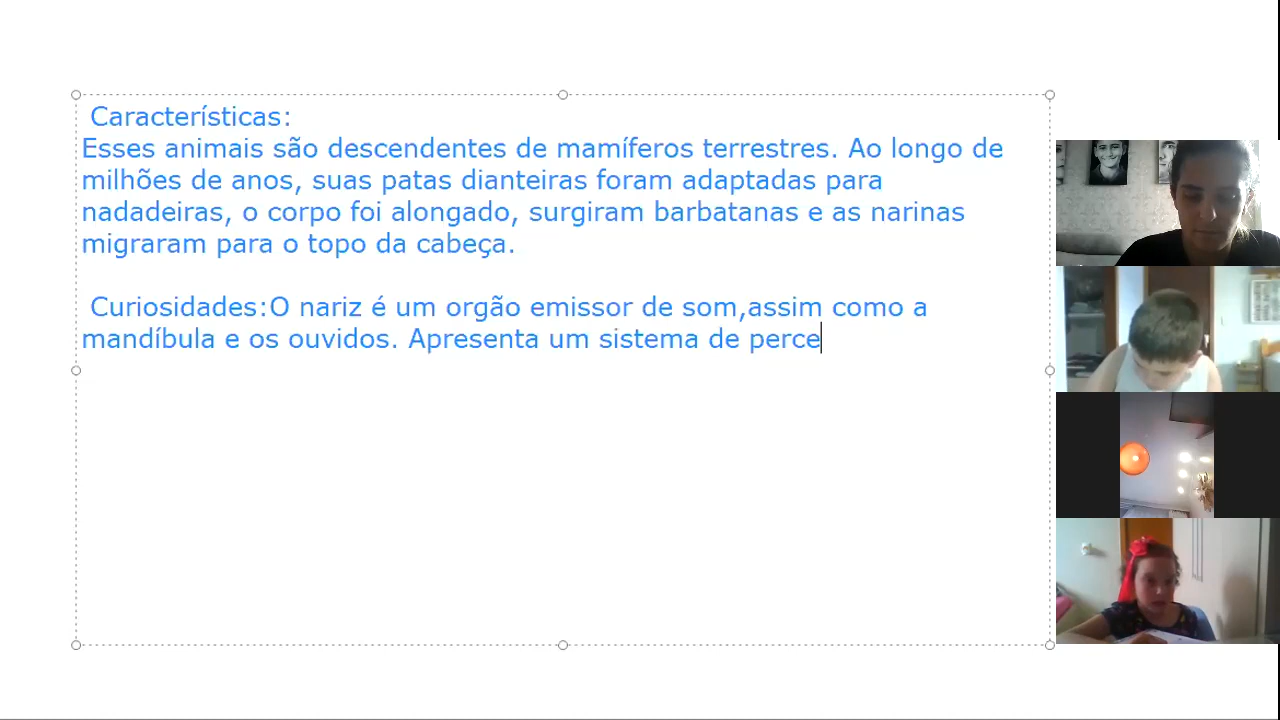 Características:
Esses animais são descendentes de mamíferos terrestres. Ao longo de
milhões de anos, suas patas dianteiras foram adaptadas para
nadadeiras, o corpo foi alongado, surgiram barbatanas e as narinas
migraram para o topo da cabeça.
Curiosidades:O nariz é um orgão emissor de som,assim como a
mandíbula e os ouvidos. Apresenta um sistema de perce